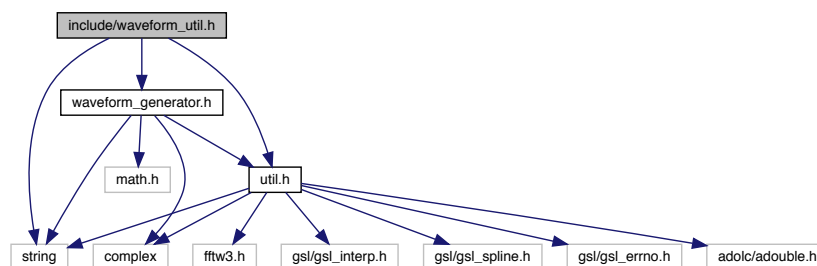 include/waveform_util.h
waveform_generator.h
math.h
util.h
string
complex
fftw3.h
gsl/gsl_interp.h
gsl/gsl_spline.h
gsl/gsl_errno.h
adolc/adouble.h